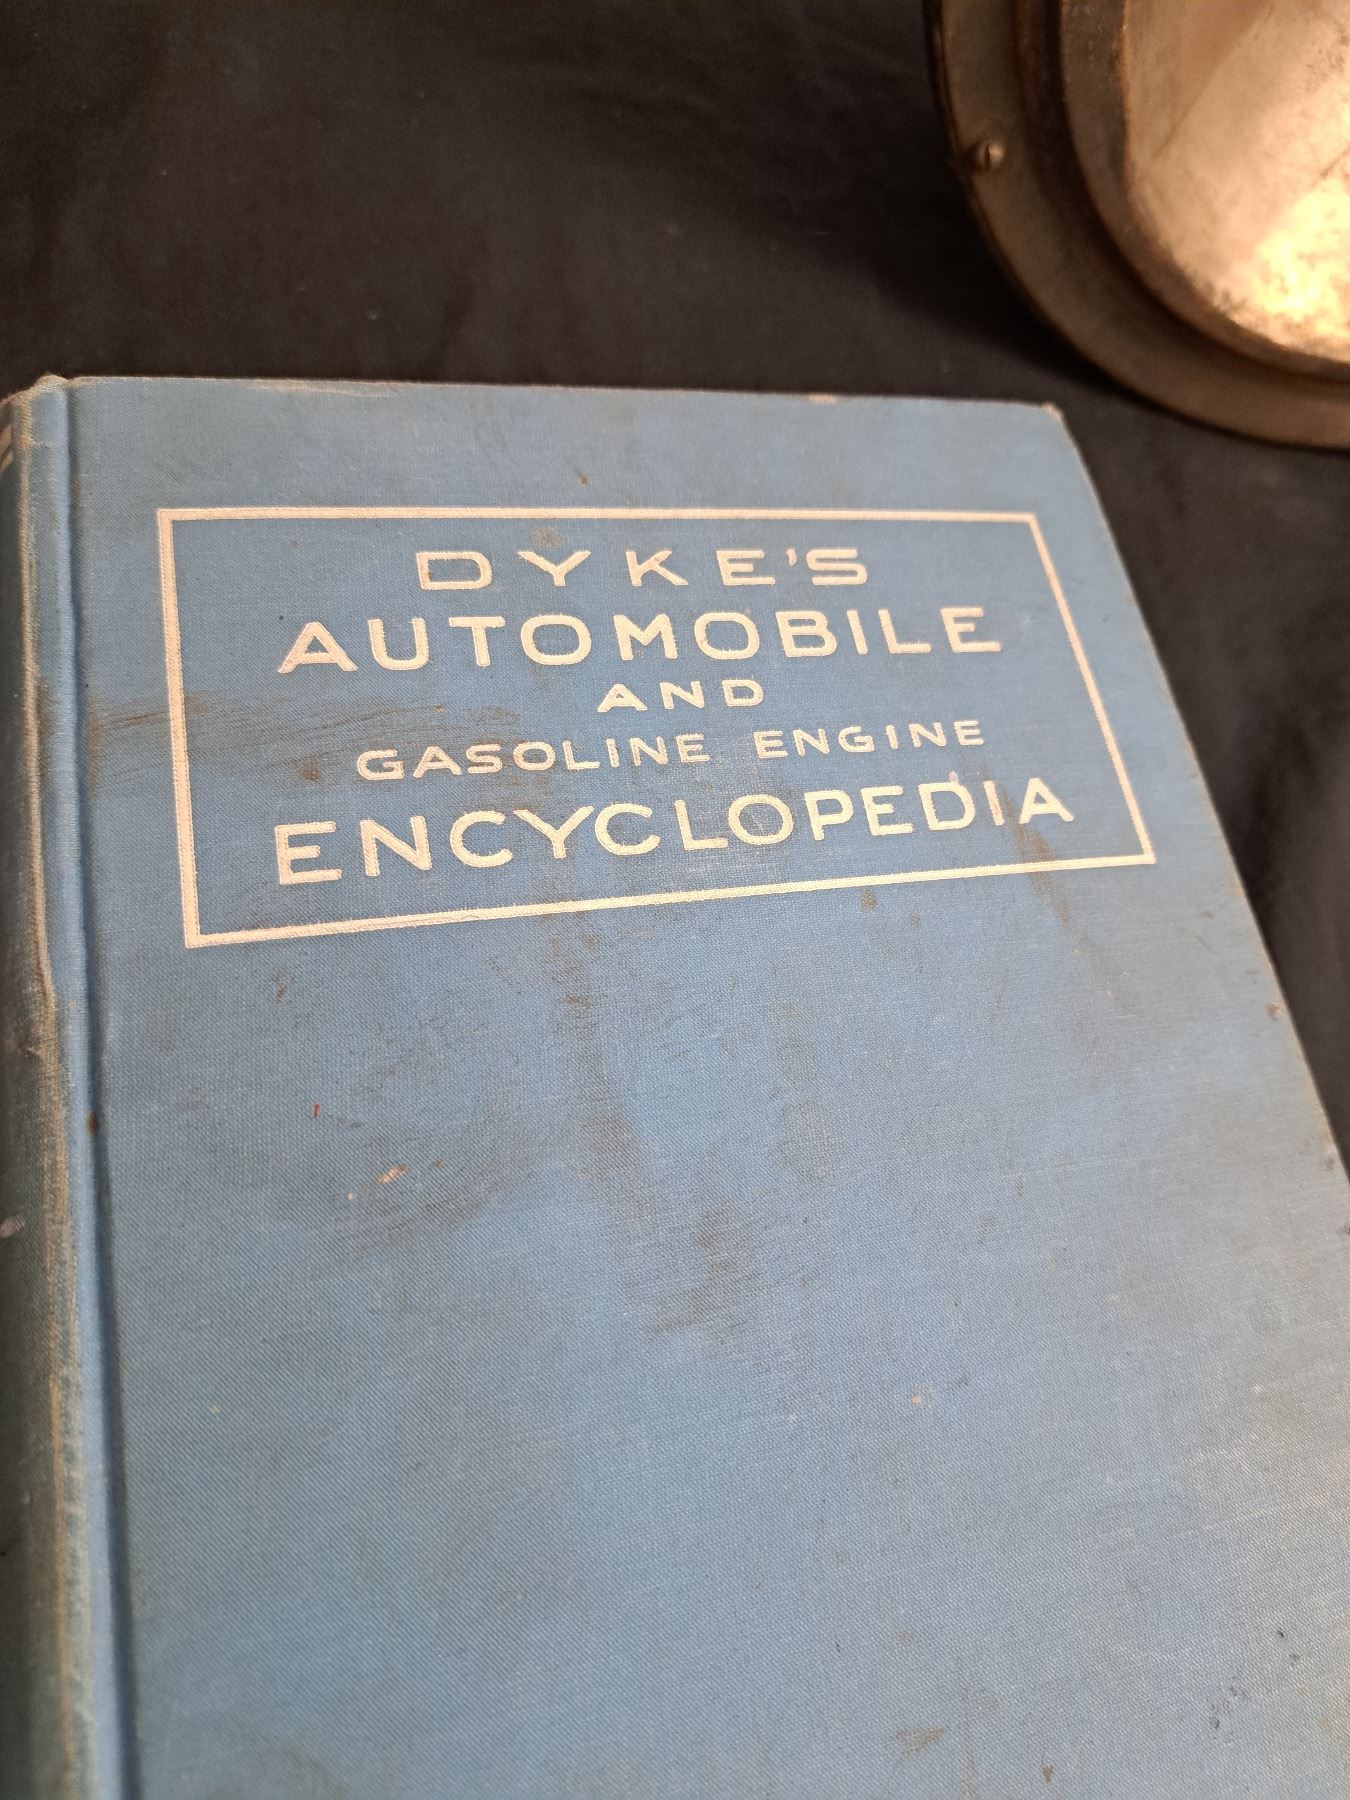 DYKE'S
AUTOMOBILE
AND
GASOLINE ENGINE
ENCYCLOPEDIA